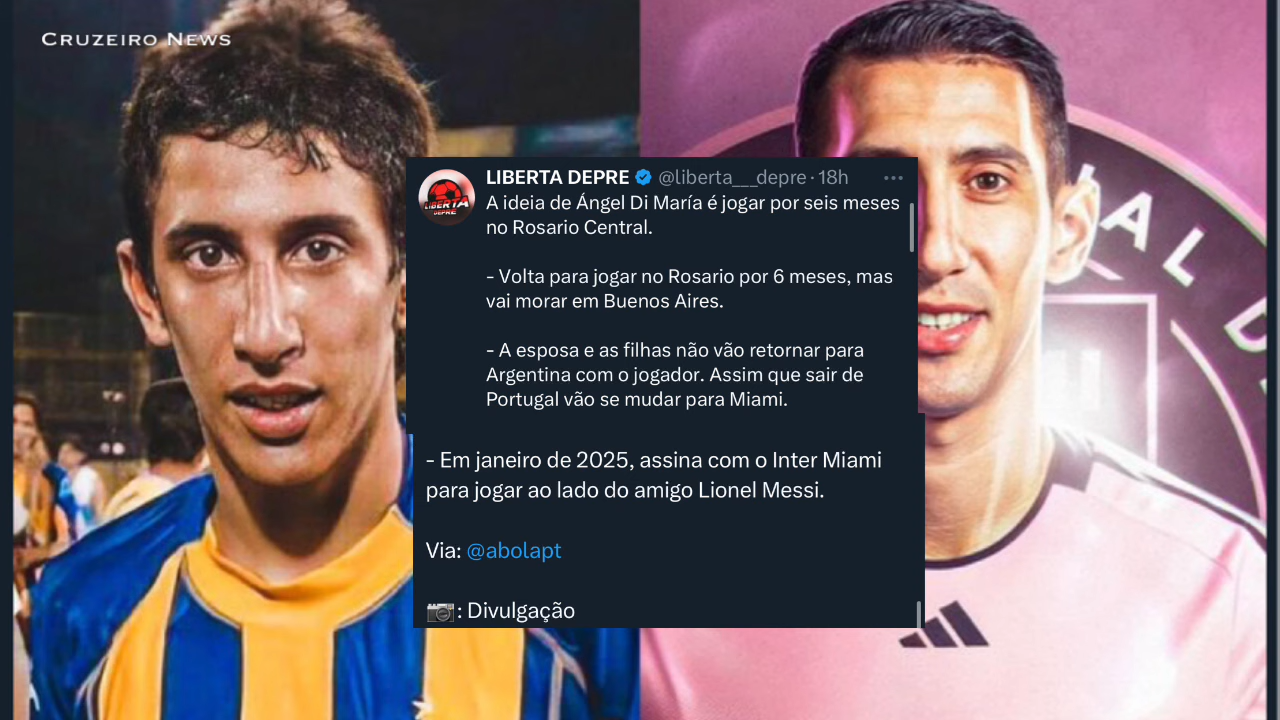 CRUZEIRO NEWS
LIBERTA DEPRE @liberta___depre · 18h ...
LIBERTA
DEPRE
A ideia de Ángel Di María é jogar por seis meses
no Rosario Central.
- Volta para jogar no Rosario por 6 meses, mas
vai morar em Buenos Aires.
- A esposa e as filhas não vão retornar para
Argentina com o jogador. Assim que sair de
Portugal vão se mudar para Miami.
- Em janeiro de 2025, assina com o Inter Miami
para jogar ao lado do amigo Lionel Messi.
Via: @abolapt
📷: Divulgação